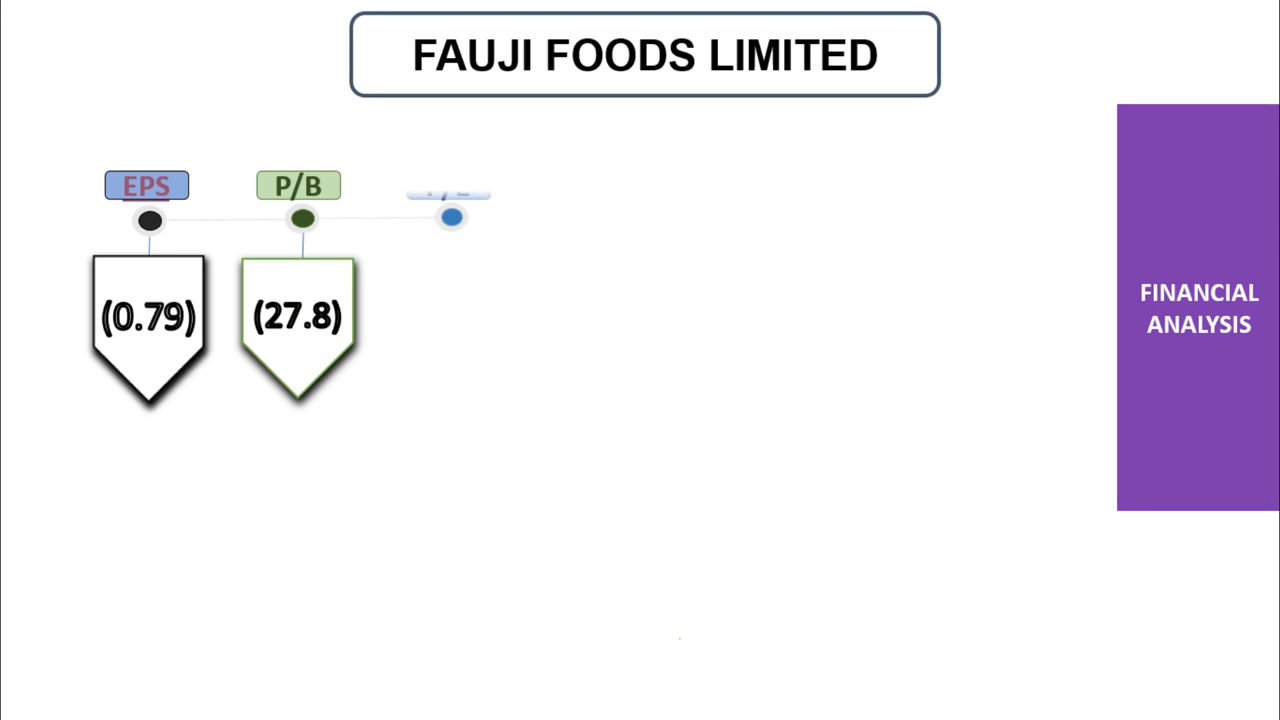 FAUJI FOODS LIMITED
EPS
P/B
(0.79)
(27.8)
FINANCIAL
ANALYSIS